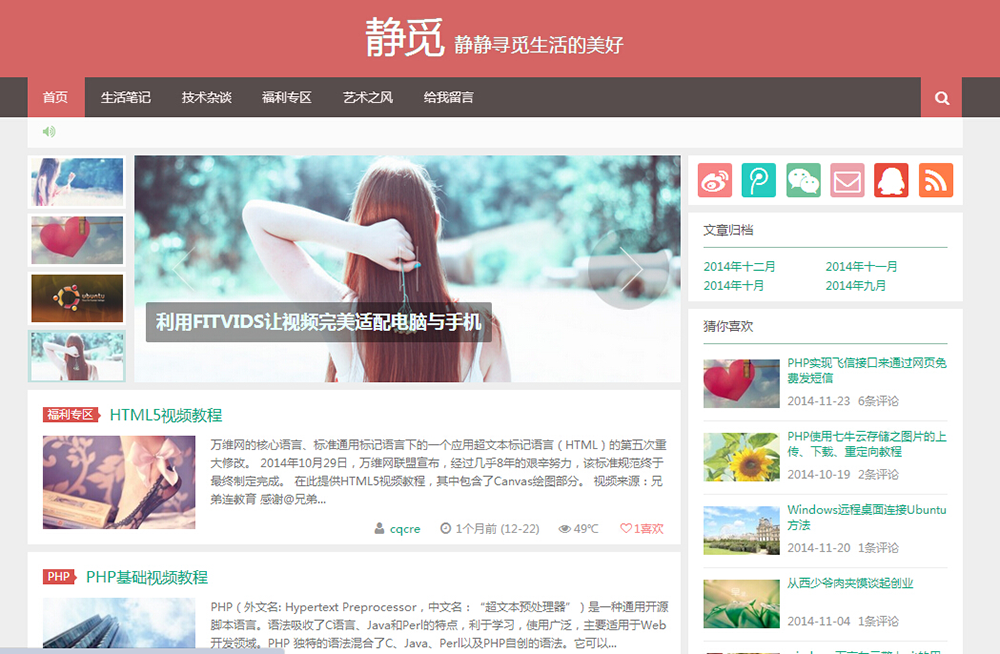 静觅 静静寻觅生活的美好
首页 生活笔记 技术杂谈 福利专区 艺术之风 给我留言
ubuntu
利用FITVIDS让视频完美适配电脑与手机
福利专区 HTML5视频教程
万维网的核心语言、标准通用标记语言下的一个应用超文本标记语言（HTML）的第五次重
大修改。 2014年10月29日，万维网联盟宣布，经过几乎8年的艰辛努力，该标准规范终于
最终制定完成。 在此提供HTML5视频教程，其中包含了Canvas绘图部分。 视频来源：兄
弟连教育 感谢@兄弟...
cqcre 1个月前 (12-22) 49℃ 1喜欢
PHP PHP基础视频教程
PHP（外文名: Hypertext Preprocessor，中文名：“超文本预处理器”）是一种通用开源
脚本语言。语法吸收了C语言、Java和Perl的特点，利于学习，使用广泛，主要适用于Web
开发领域。PHP 独特的语法混合了C、Java、Perl以及PHP自创的语法。它可以...
文章归档
2014年十二月 2014年十一月
2014年十月 2014年九月
猜你喜欢
PHP实现飞信接口来通过网页免
费发短信
2014-11-23 6条评论
PHP使用七牛云存储之图片的上
传、下载、重定向教程
2014-10-19 2条评论
Windows远程桌面连接Ubuntu
方法
2014-11-20 1条评论
从西少爷肉夹馍谈起创业
2014-11-04 1条评论